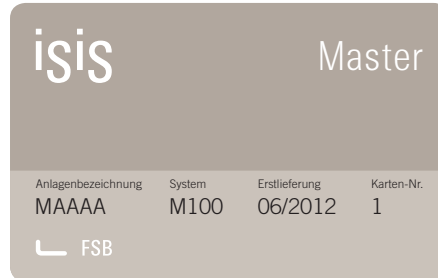 isis Master
Anlagenbezeichnung System Erstlieferung Karten-Nr.
MAAAA M100 06/2012 1
FSB